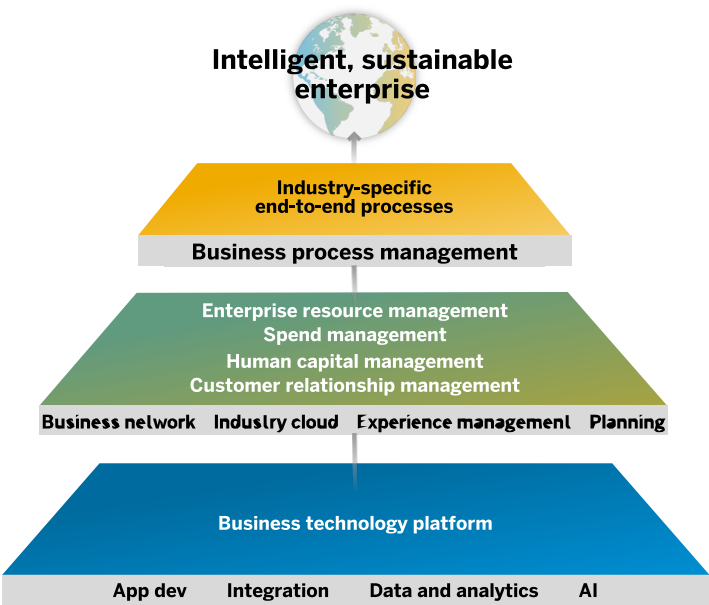 Intelligent, sustainable
enterprise
Industry-specific
end-to-end processes
Business process management
Enterprise resource management
Spend management
Human capital management
Customer relationship management
Business network Industry cloud Experience management Planning
Business technology platform
App dev Integration Data and analytics AI